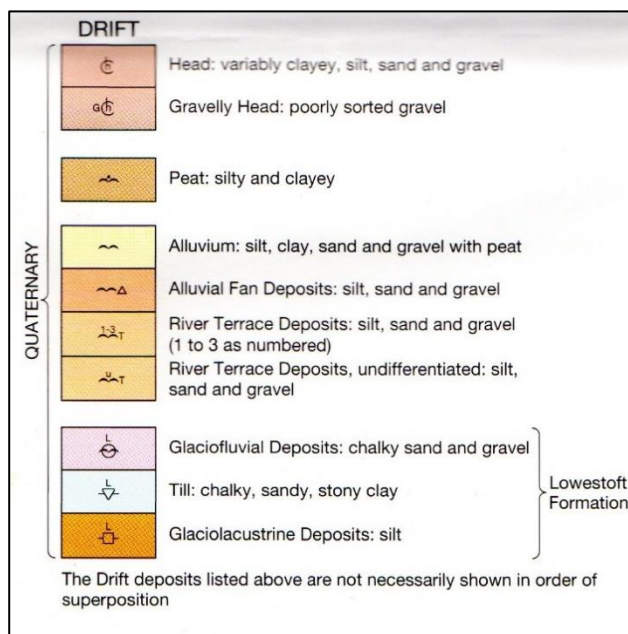 DRIFT
QUATERNARY
Head: variably clayey, silt, sand and gravel
G
Gravelly Head: poorly sorted gravel
Peat: silty and clayey
Alluvium: silt, clay, sand and gravel with peat
Alluvial Fan Deposits: silt, sand and gravel
1-3
T
River Terrace Deposits: silt, sand and gravel
(1 to 3 as numbered)
u
T
River Terrace Deposits, undifferentiated: silt,
sand and gravel
L
Glaciofluvial Deposits: chalky sand and gravel
L
Till: chalky, sandy, stony clay
L
Glaciolacustrine Deposits: silt
Lowestoft
Formation
The Drift deposits listed above are not necessarily shown in order of
superposition